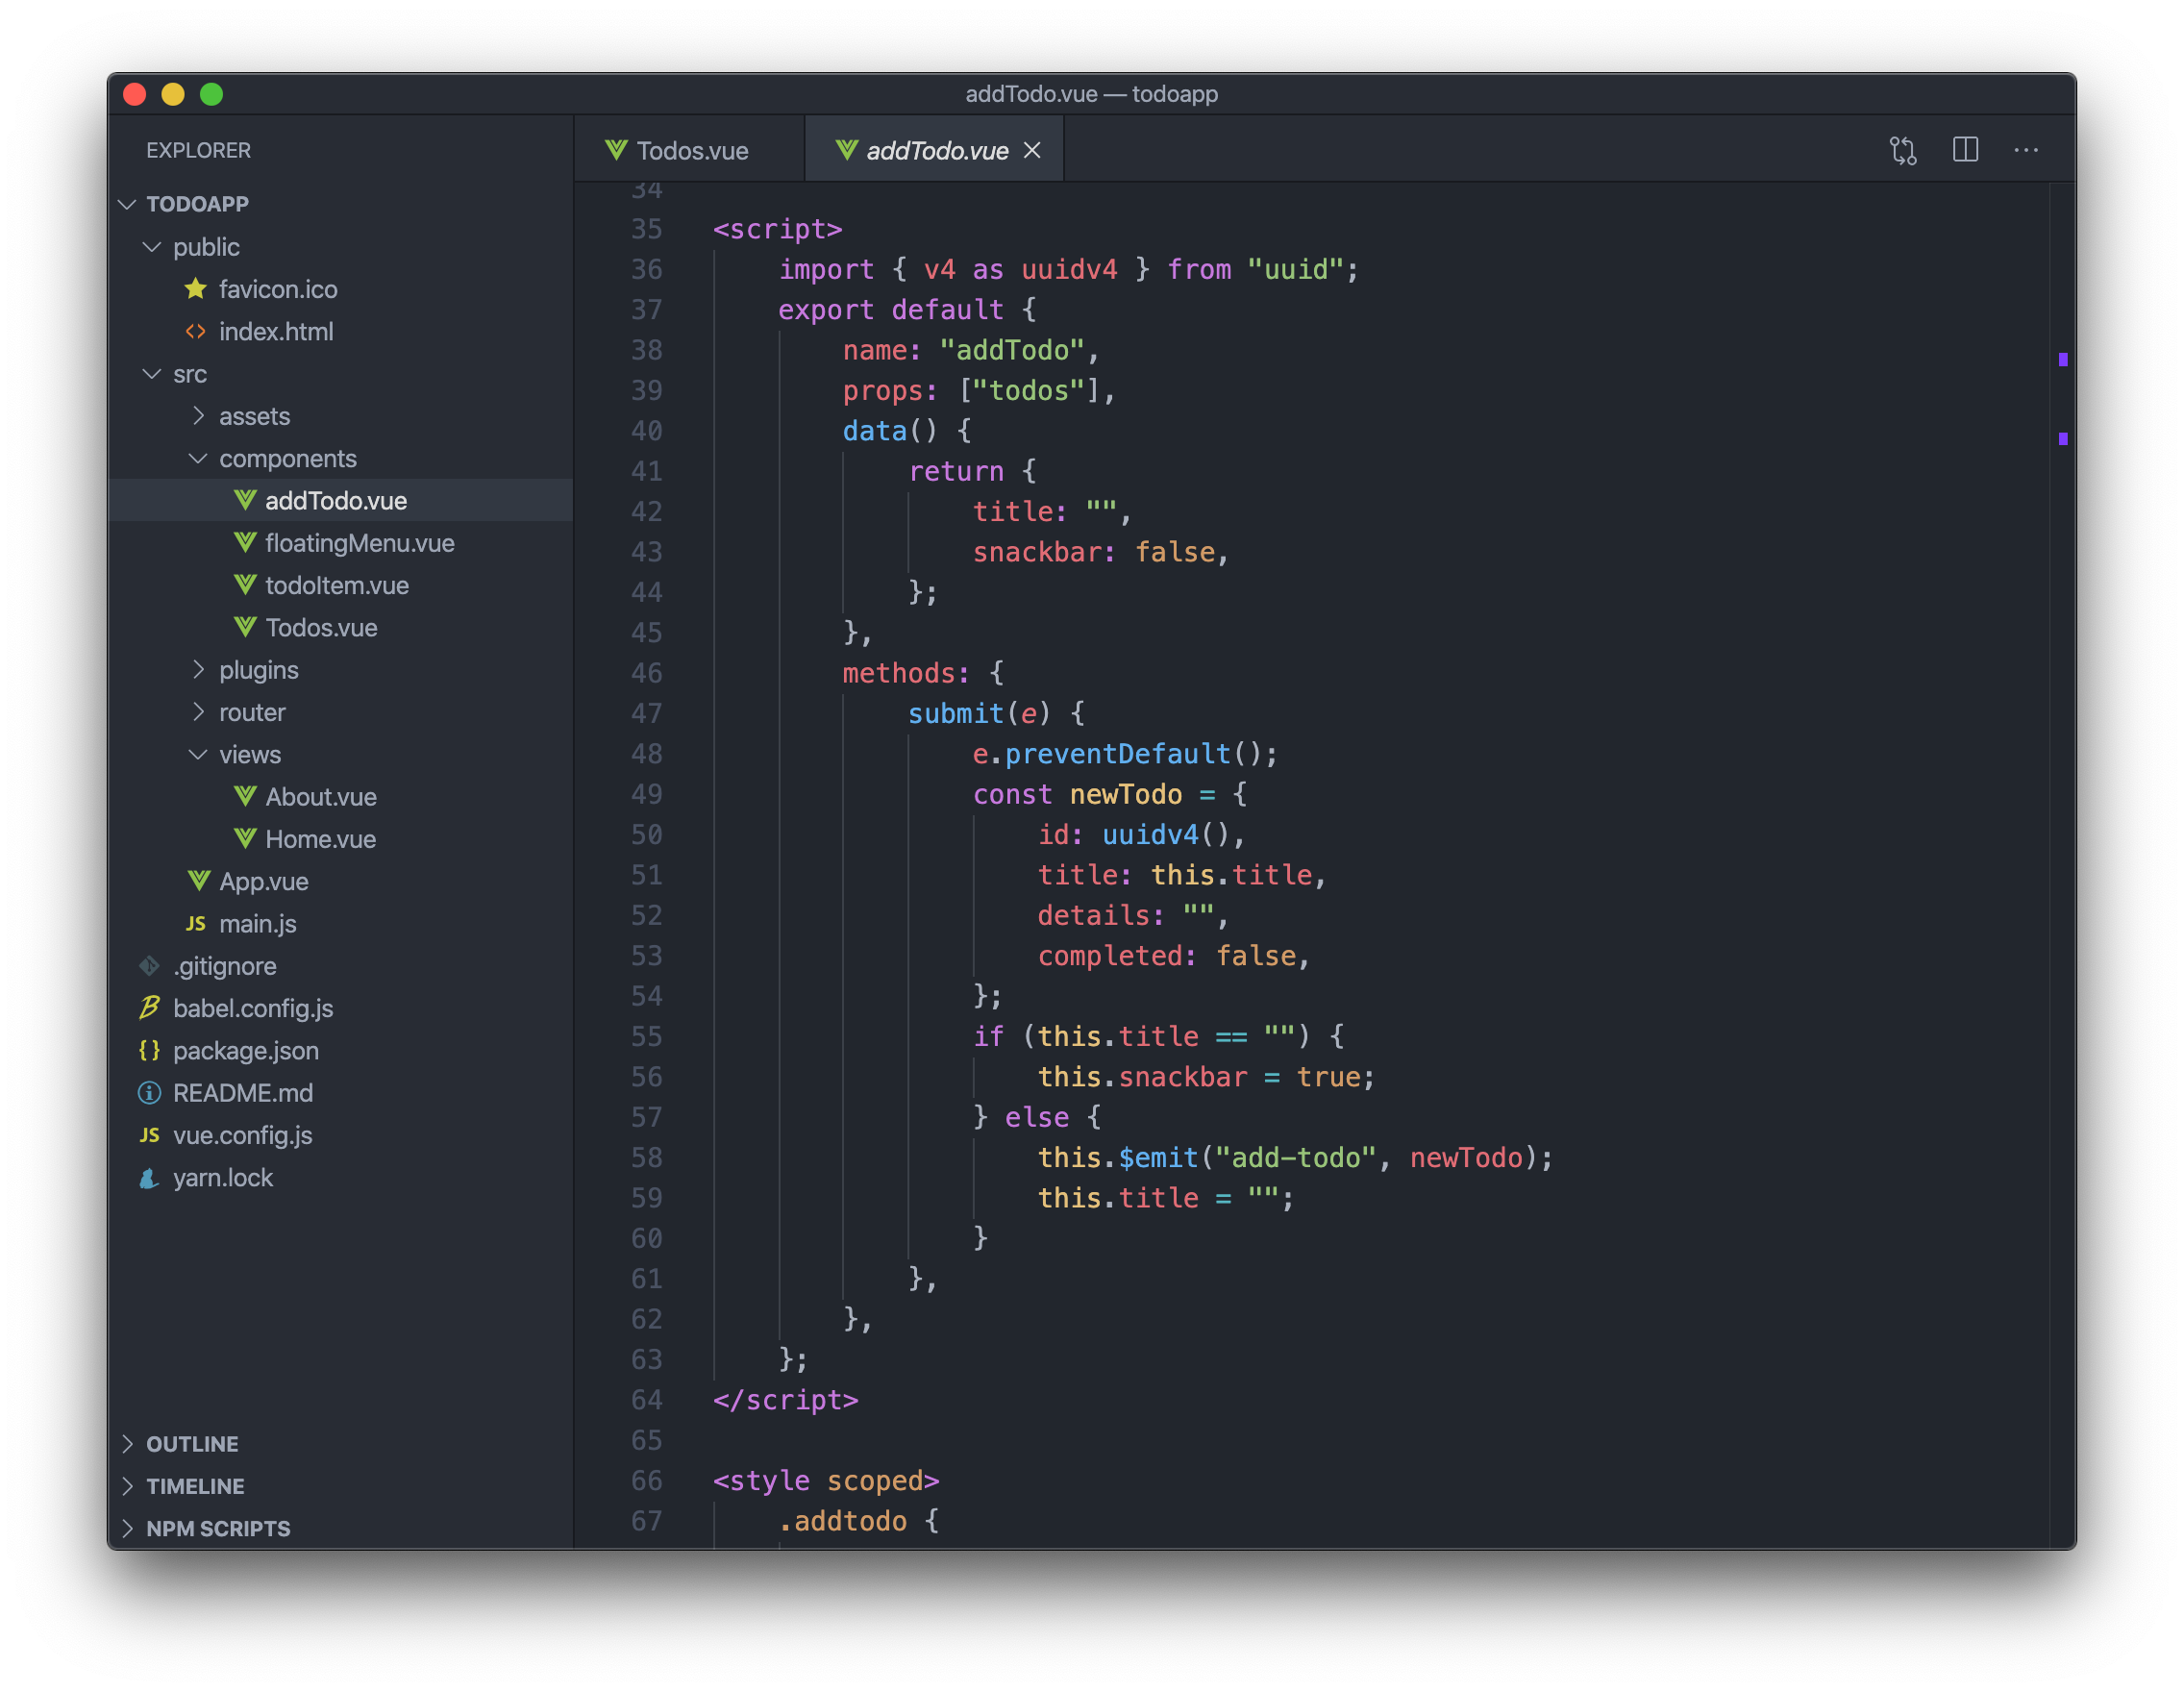 addTodo.vue — todoapp
EXPLORER
TODOAPP
public
favicon.ico
index.html
src
assets
components
addTodo.vue
floatingMenu.vue
todoItem.vue
Todos.vue
plugins
router
views
About.vue
Home.vue
App.vue
JS main.js
.gitignore
babel.config.js
{} package.json
README.md
JS vue.config.js
yarn.lock
OUTLINE
TIMELINE
NPM SCRIPTS
Todos.vue addTodo.vue
34
35 <script>
36     import { v4 as uuidv4 } from "uuid";
37     export default {
38         name: "addTodo",
39         props: ["todos"],
40         data() {
41             return {
42                 title: "",
43                 snackbar: false,
44             };
45         },
46         methods: {
47             submit(e) {
48                 e.preventDefault();
49                 const newTodo = {
50                     id: uuidv4(),
51                     title: this.title,
52                     details: "",
53                     completed: false,
54                 };
55                 if (this.title == "") {
56                     this.snackbar = true;
57                 } else {
58                     this.$emit("add-todo", newTodo);
59                     this.title = "";
60                 }
61             },
62         },
63     };
64 </script>
65
66 <style scoped>
67     .addtodo {